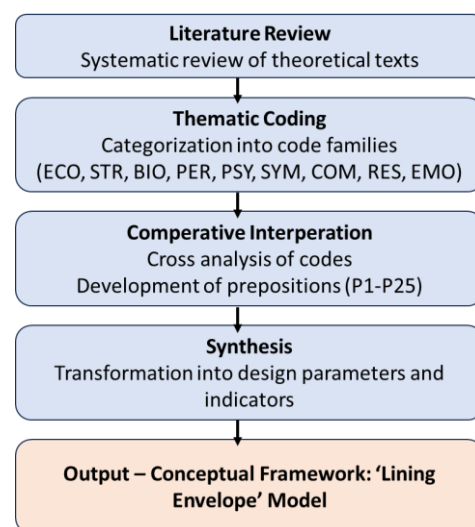 Literature Review
Systematic review of theoretical texts
Thematic Coding
Categorization into code families
(ECO, STR, BIO, PER, PSY, SYM, COM, RES, EMO)
Comperative Interperation
Cross analysis of codes
Development of prepositions (P1-P25)
Synthesis
Transformation into design parameters and
indicators
Output – Conceptual Framework: ‘Lining
Envelope’ Model